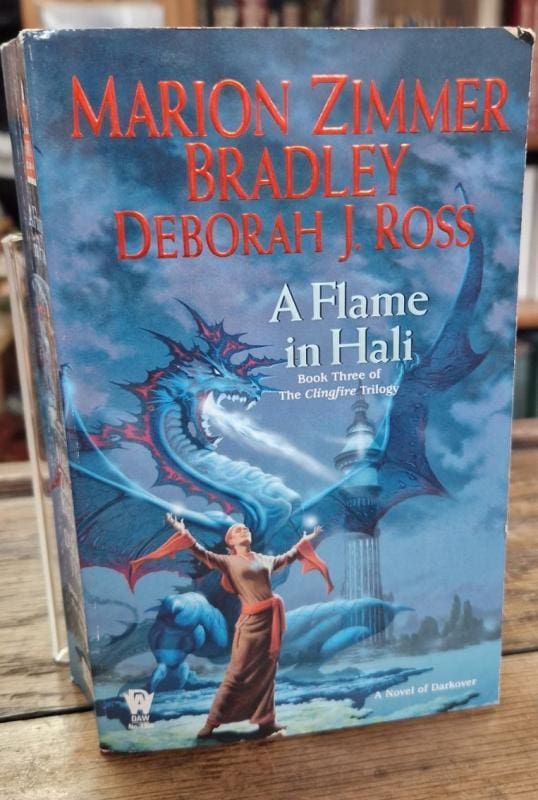 MARION ZIMMER
BRADLEY
DEBORAH J. ROSS
A Flame
in Hali
Book Three of
The Clingfire Trilogy
A Novel of Darkover
DAW